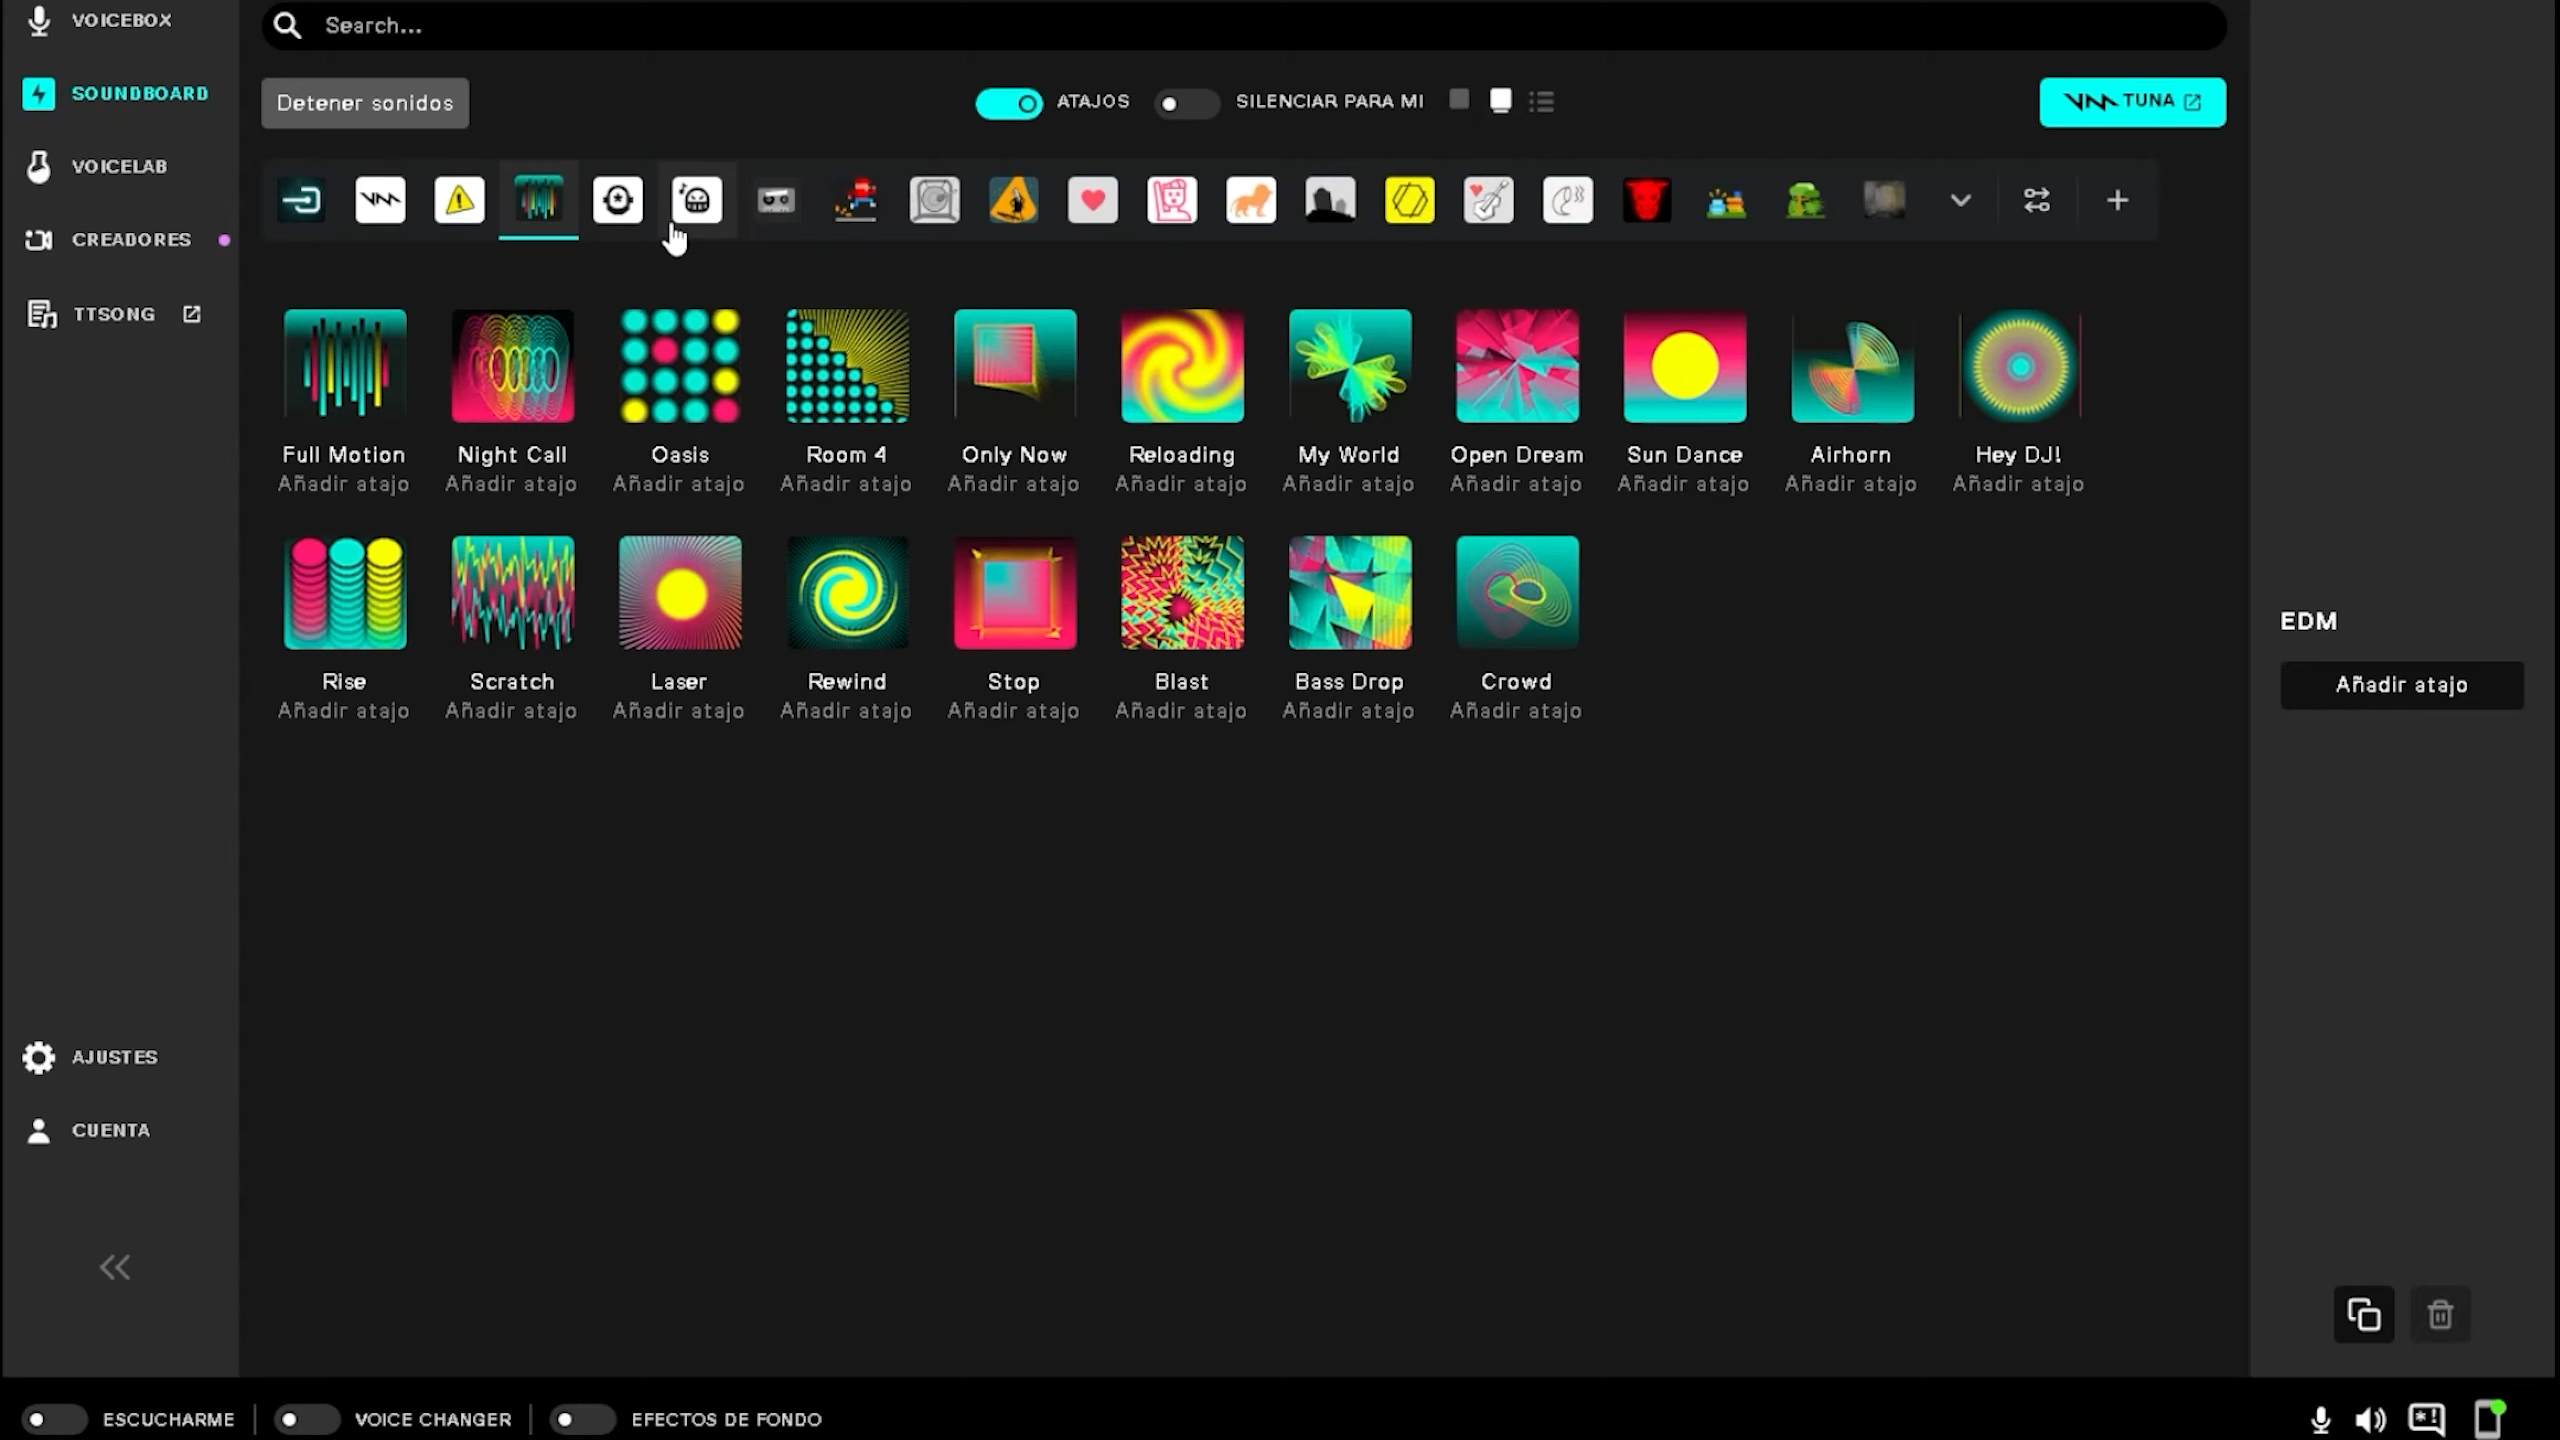 VOICEBOX
Search...
SOUNDBOARD
Detener sonidos
ATAJOS
SILENCIAR PARA MI
TUNA
VOICELAB
CREADORES
TTSONG
Full Motion Night Call Oasis Room 4 Only Now Reloading My World Open Dream Sun Dance Airhorn Hey DJ!
Añadir atajo Añadir atajo Añadir atajo Añadir atajo Añadir atajo Añadir atajo Añadir atajo Añadir atajo Añadir atajo Añadir atajo Añadir atajo
Rise Scratch Laser Rewind Stop Blast Bass Drop Crowd
Añadir atajo Añadir atajo Añadir atajo Añadir atajo Añadir atajo Añadir atajo Añadir atajo Añadir atajo
EDM
Añadir atajo
AJUSTES
CUENTA
ESCUCHARME
VOICE CHANGER
EFECTOS DE FONDO